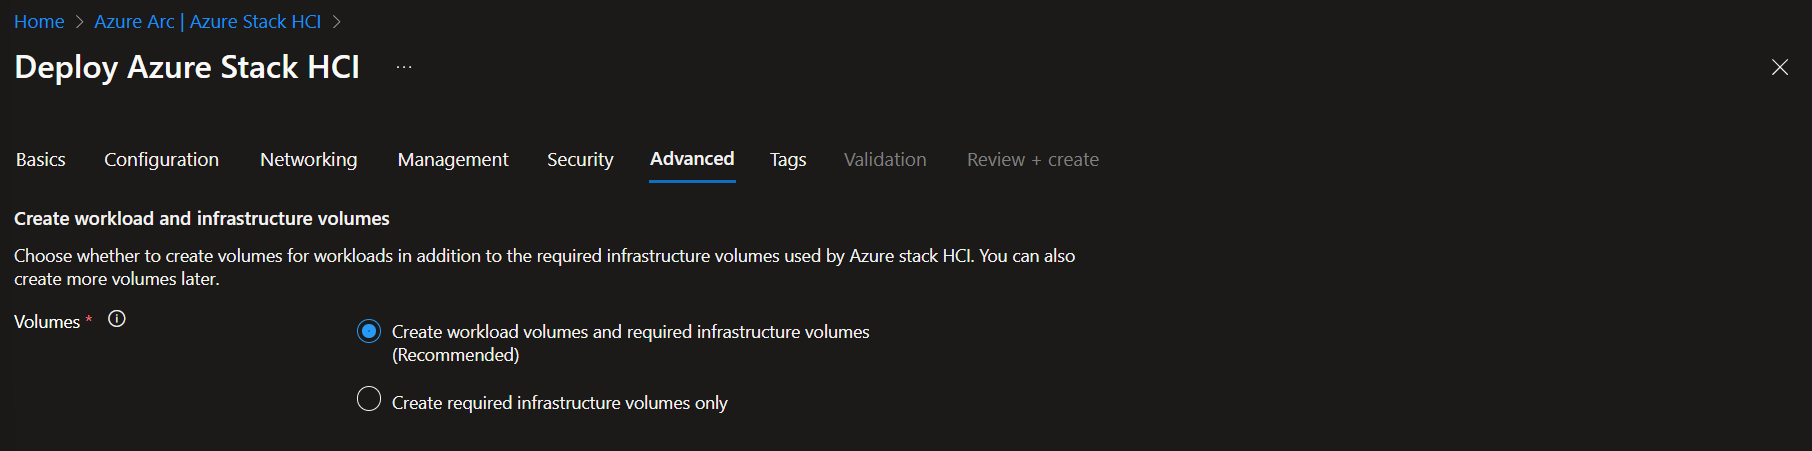 Home > Azure Arc | Azure Stack HCI >
Deploy Azure Stack HCI ...
Basics Configuration Networking Management Security Advanced Tags Validation Review + create
Create workload and infrastructure volumes
Choose whether to create volumes for workloads in addition to the required infrastructure volumes used by Azure stack HCI. You can also
create more volumes later.
Volumes *
Create workload volumes and required infrastructure volumes
(Recommended)
Create required infrastructure volumes only